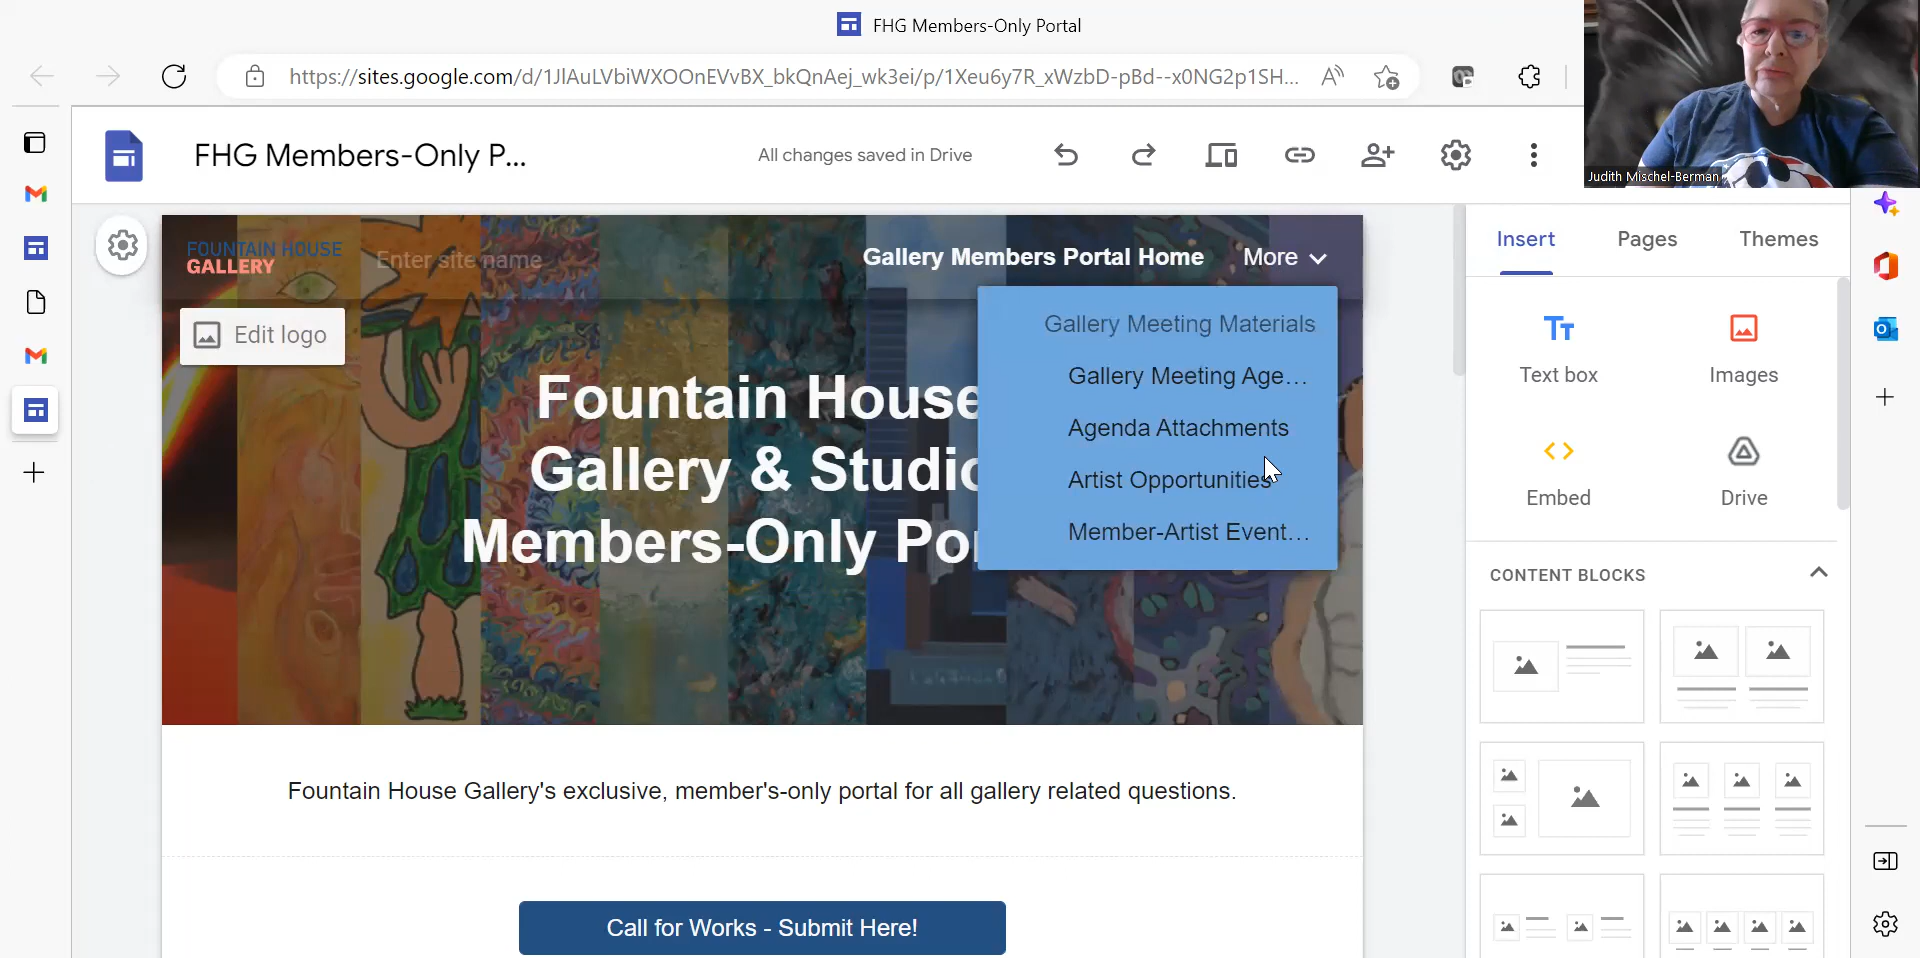 FHG Members-Only Portal
https://sites.google.com/d/1JlAuLVbiWXOOnEVvBX_bkQnAej_wk3ei/p/1Xeu6y7R_xWzbD-pBd--x0NG2p1SH...
Judith Mischel-Berman
FHG Members-Only P...
All changes saved in Drive
FOUNTAIN HOUSE
GALLERY
Enter site name
Gallery Members Portal Home
More
Edit logo
Gallery Meeting Materials
Gallery Meeting Age...
Agenda Attachments
Artist Opportunities
Member-Artist Event...
Fountain House
Gallery & Studio
Members-Only Por
Fountain House Gallery's exclusive, member's-only portal for all gallery related questions.
Call for Works - Submit Here!
Insert
Pages
Themes
Text box
Images
Embed
Drive
CONTENT BLOCKS